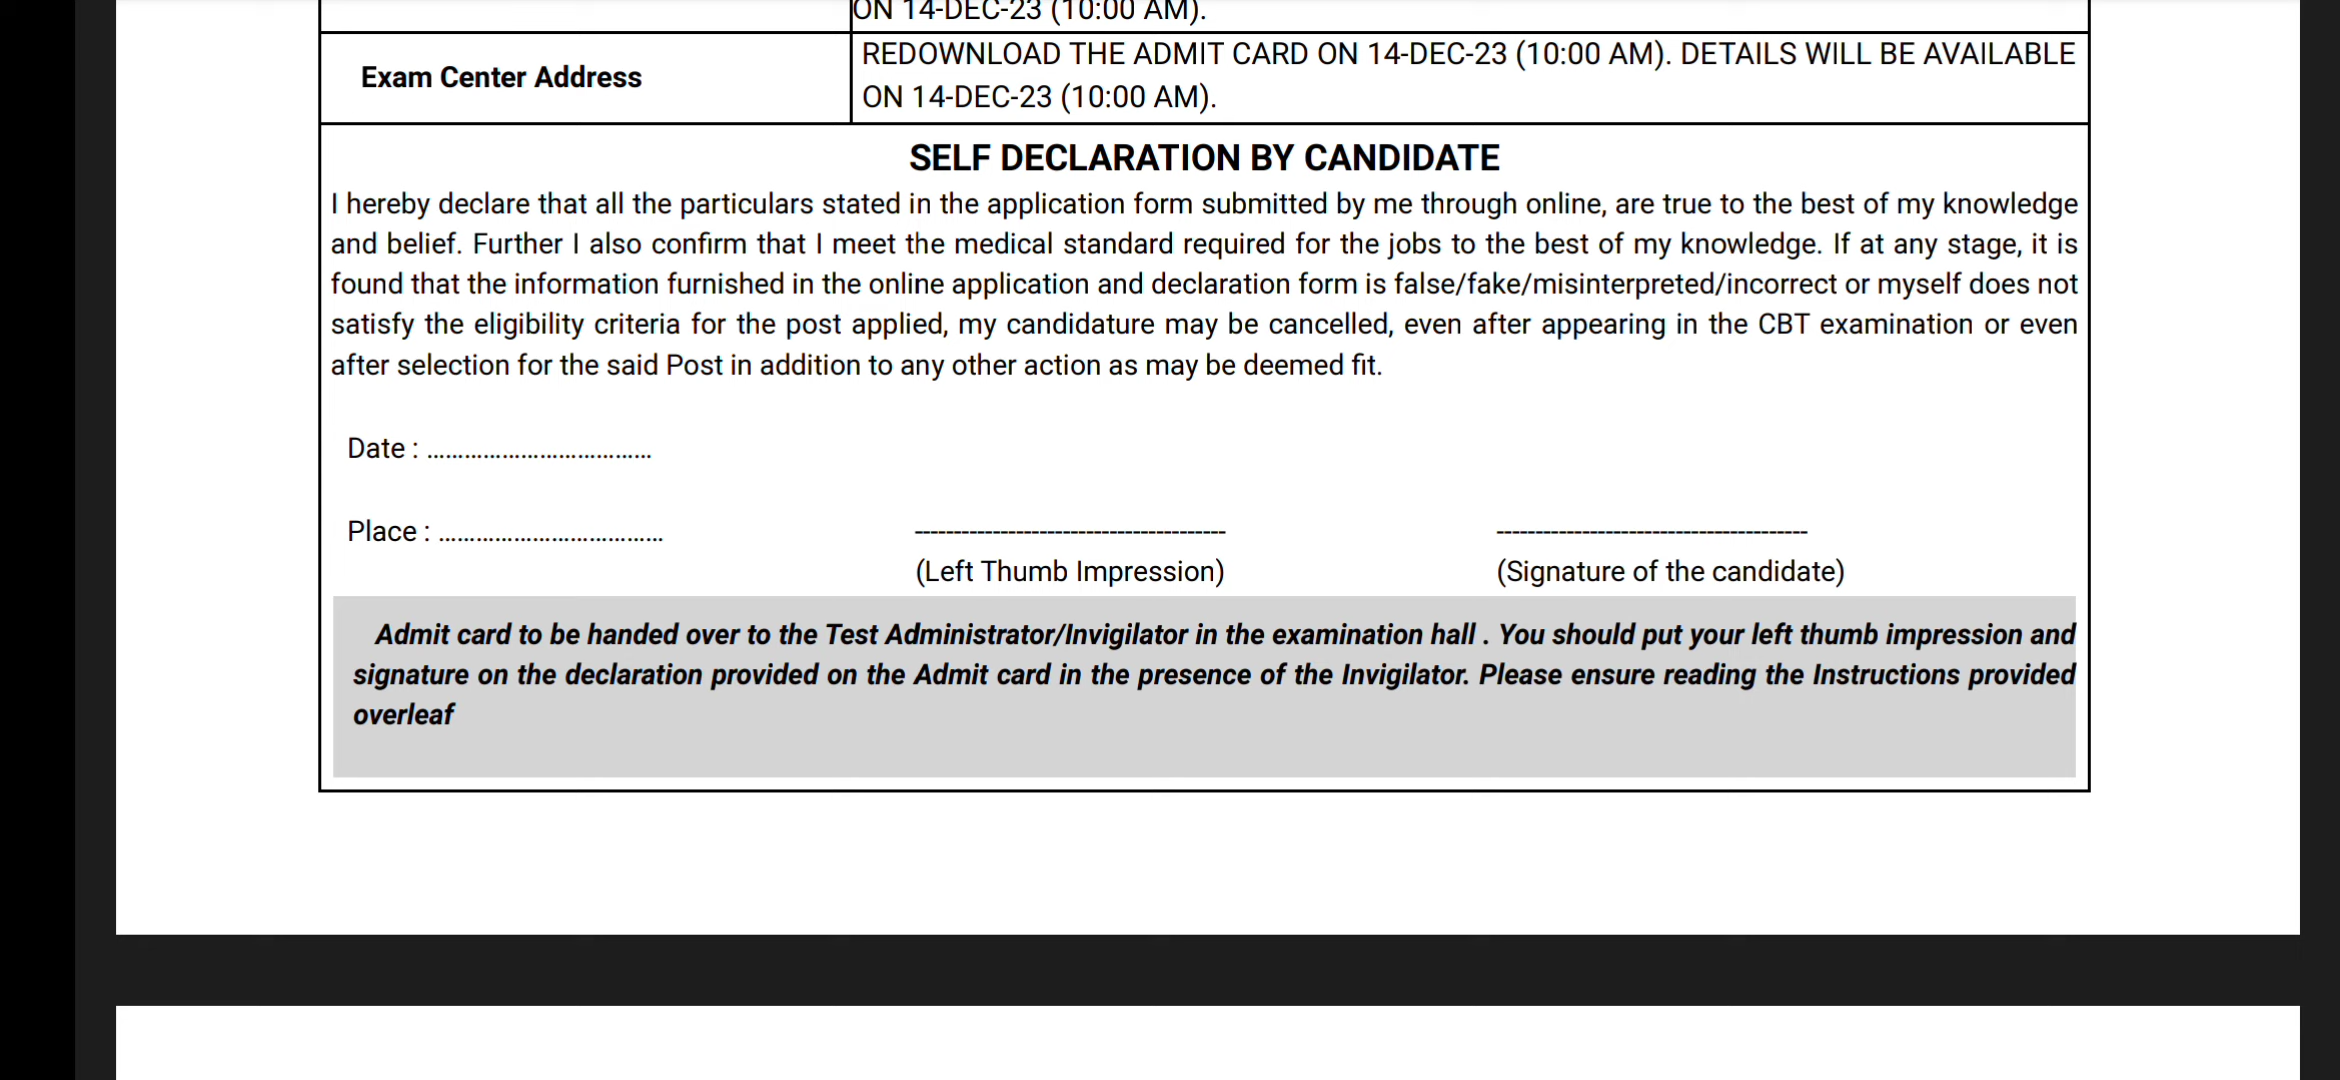 ON 14-DEC-23 (10:00 AM).
Exam Center Address
REDOWNLOAD THE ADMIT CARD ON 14-DEC-23 (10:00 AM). DETAILS WILL BE AVAILABLE
ON 14-DEC-23 (10:00 AM).
SELF DECLARATION BY CANDIDATE
I hereby declare that all the particulars stated in the application form submitted by me through online, are true to the best of my knowledge
and belief. Further I also confirm that I meet the medical standard required for the jobs to the best of my knowledge. If at any stage, it is
found that the information furnished in the online application and declaration form is false/fake/misinterpreted/incorrect or myself does not
satisfy the eligibility criteria for the post applied, my candidature may be cancelled, even after appearing in the CBT examination or even
after selection for the said Post in addition to any other action as may be deemed fit.
Date : ....................................
Place : ....................................
---------------------------------------- ----------------------------------------
(Left Thumb Impression) (Signature of the candidate)
Admit card to be handed over to the Test Administrator/Invigilator in the examination hall . You should put your left thumb impression and
signature on the declaration provided on the Admit card in the presence of the Invigilator. Please ensure reading the Instructions provided
overleaf